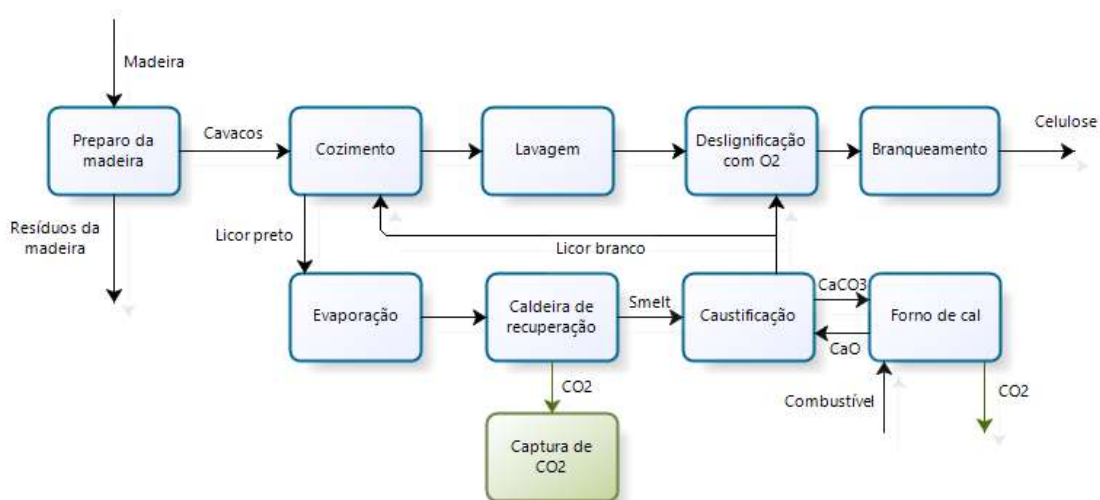 Madeira
Preparo da
madeira
Cavacos
Cozimento
Lavagem
Deslignificação
com O2
Branqueamento
Celulose
Resíduos da
madeira
Licor preto
Licor branco
Evaporação
Caldeira de
recuperação
Smelt
Caustificação
CaCO3
CaO
Forno de cal
CO2
Combustível
CO2
Captura de
CO2